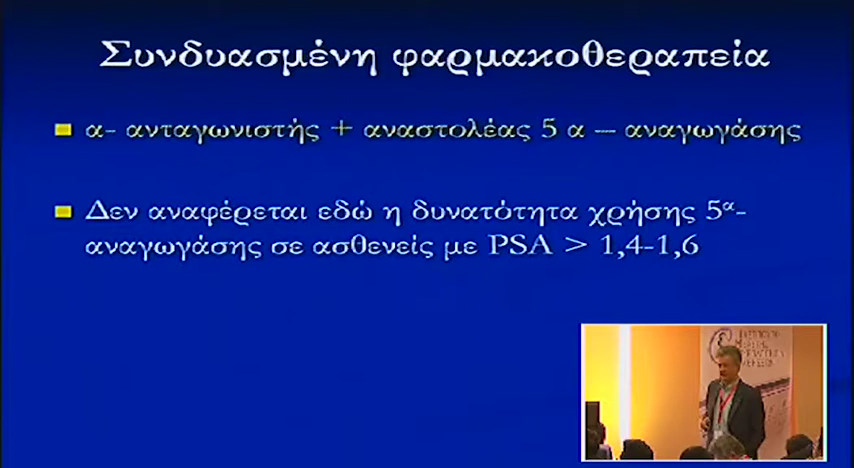 Συνδυασμένη φαρμακοθεραπεία
α- ανταγωνιστής + αναστολέας 5 α – αναγωγάσης
Δεν αναφέρεται εδώ η δυνατότητα χρήσης 5α-
αναγωγάσης σε ασθενείς με PSA > 1,4-1,6